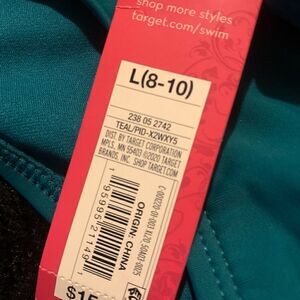 shop more styles
target.com/swim
L(8-10)
238 05 2742
TEAL/PID-X2WXY5
DIST. BY TARGET CORPORATION
MPLS, MN 55403 ©2020 TARGET
BRANDS, INC. SHOP TARGET.COM
ORIGIN: CHINA
$15